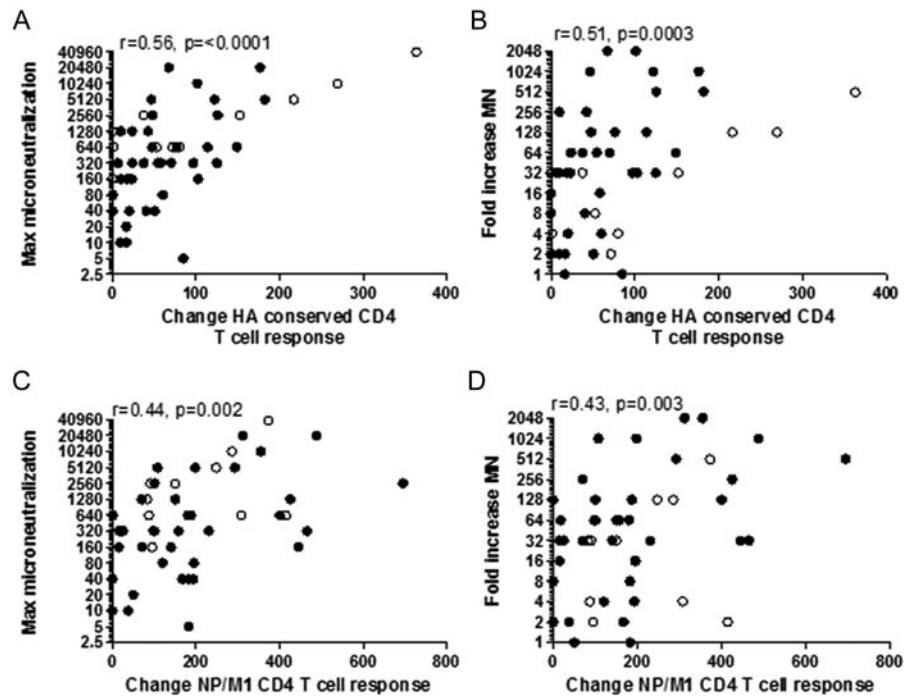 A
r=0.56, p=<0.0001
Max microneutralization
40960
20480
10240
5120
2560
1280
640
320
160
80
40
20
10
5
2.5
0 100 200 300 400
Change HA conserved CD4
T cell response
B
r=0.51, p=0.0003
Fold increase MN
2048
1024
512
256
128
64
32
16
8
4
2
1
0 100 200 300 400
Change HA conserved CD4
T cell response
C
r=0.44, p=0.002
Max microneutralization
40960
20480
10240
5120
2560
1280
640
320
160
80
40
20
10
5
2.5
0 200 400 600 800
Change NP/M1 CD4 T cell response
D
r=0.43, p=0.003
Fold increase MN
2048
1024
512
256
128
64
32
16
8
4
2
1
0 200 400 600 800
Change NP/M1 CD4 T cell response